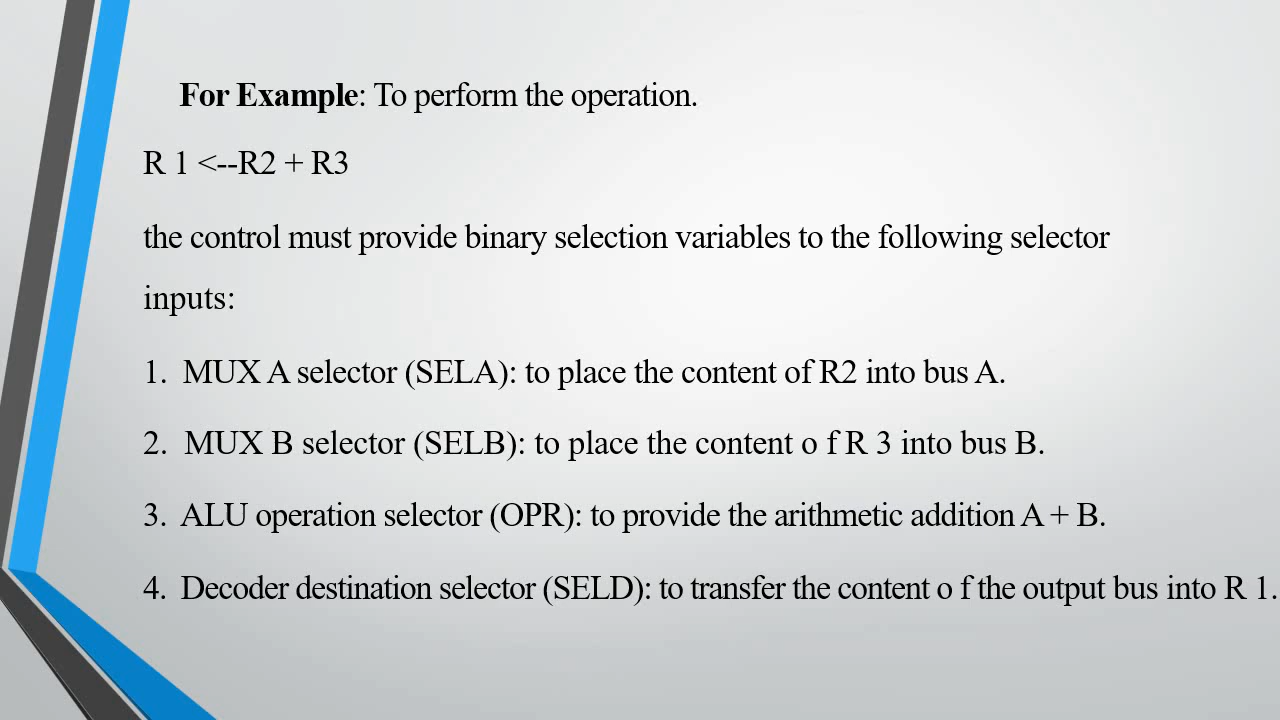 For Example: To perform the operation.
R 1 <--R2 + R3
the control must provide binary selection variables to the following selector
inputs:
1. MUX A selector (SELA): to place the content of R2 into bus A.
2. MUX B selector (SELB): to place the content o f R 3 into bus B.
3. ALU operation selector (OPR): to provide the arithmetic addition A + B.
4. Decoder destination selector (SELD): to transfer the content o f the output bus into R 1.